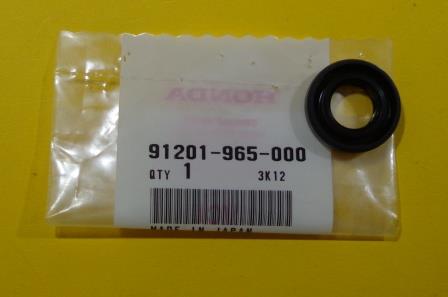 HONDA
91201-965-000
QTY 1 3K12
MADE IN JAPAN